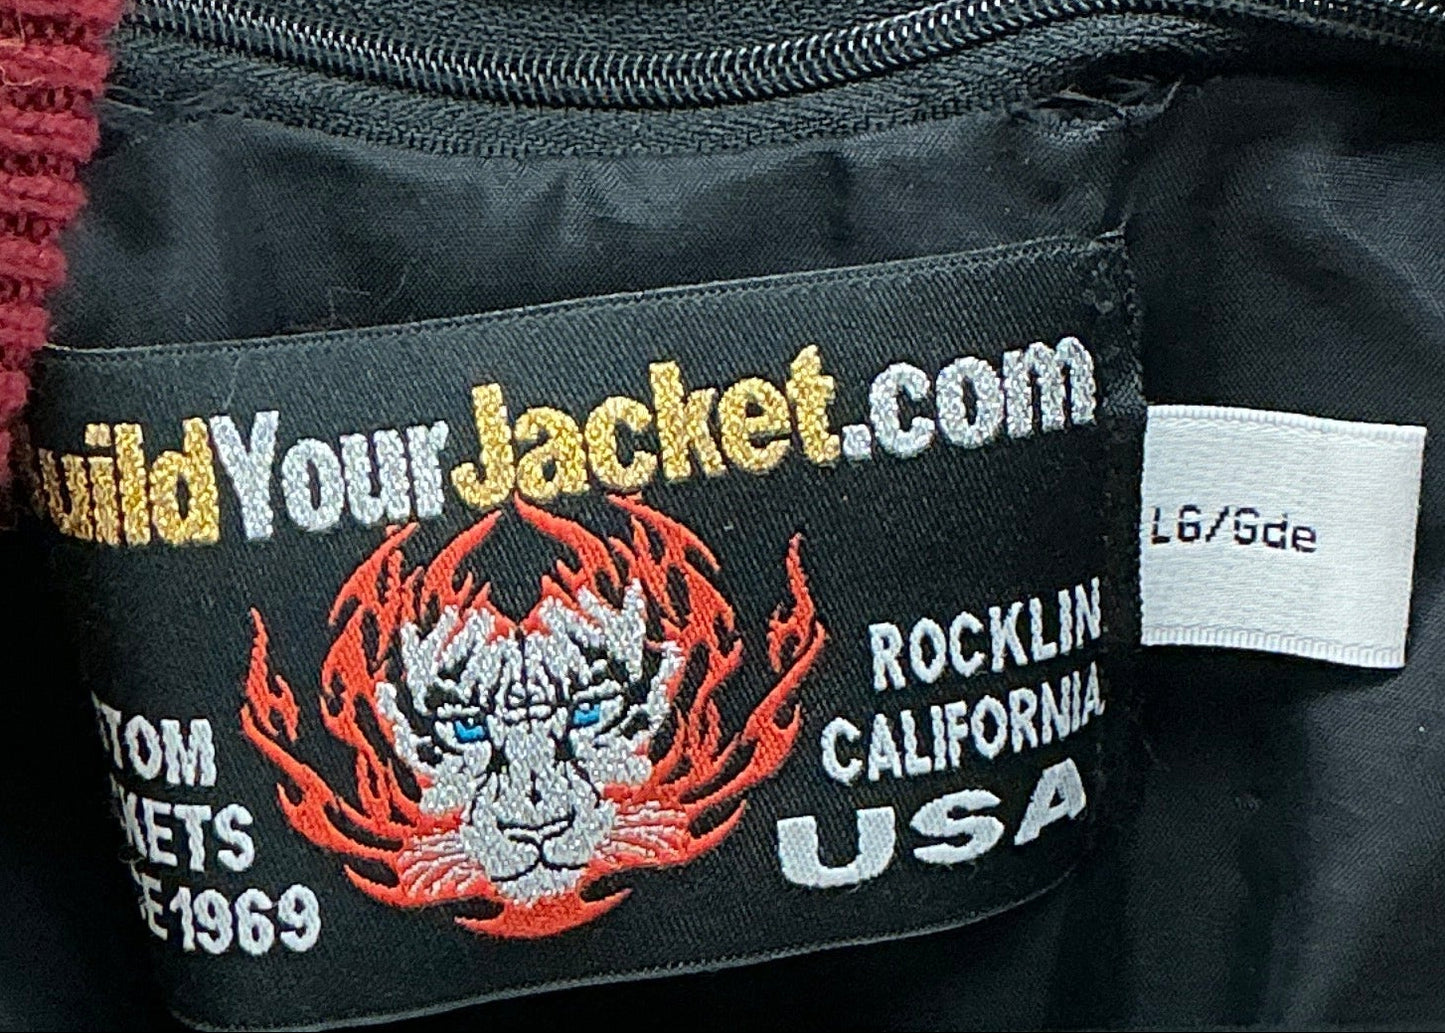 uildYourJacket.com
LG/Gde
ROCKLIN
CALIFORNIA
USA
TOM
KETS
E 1969